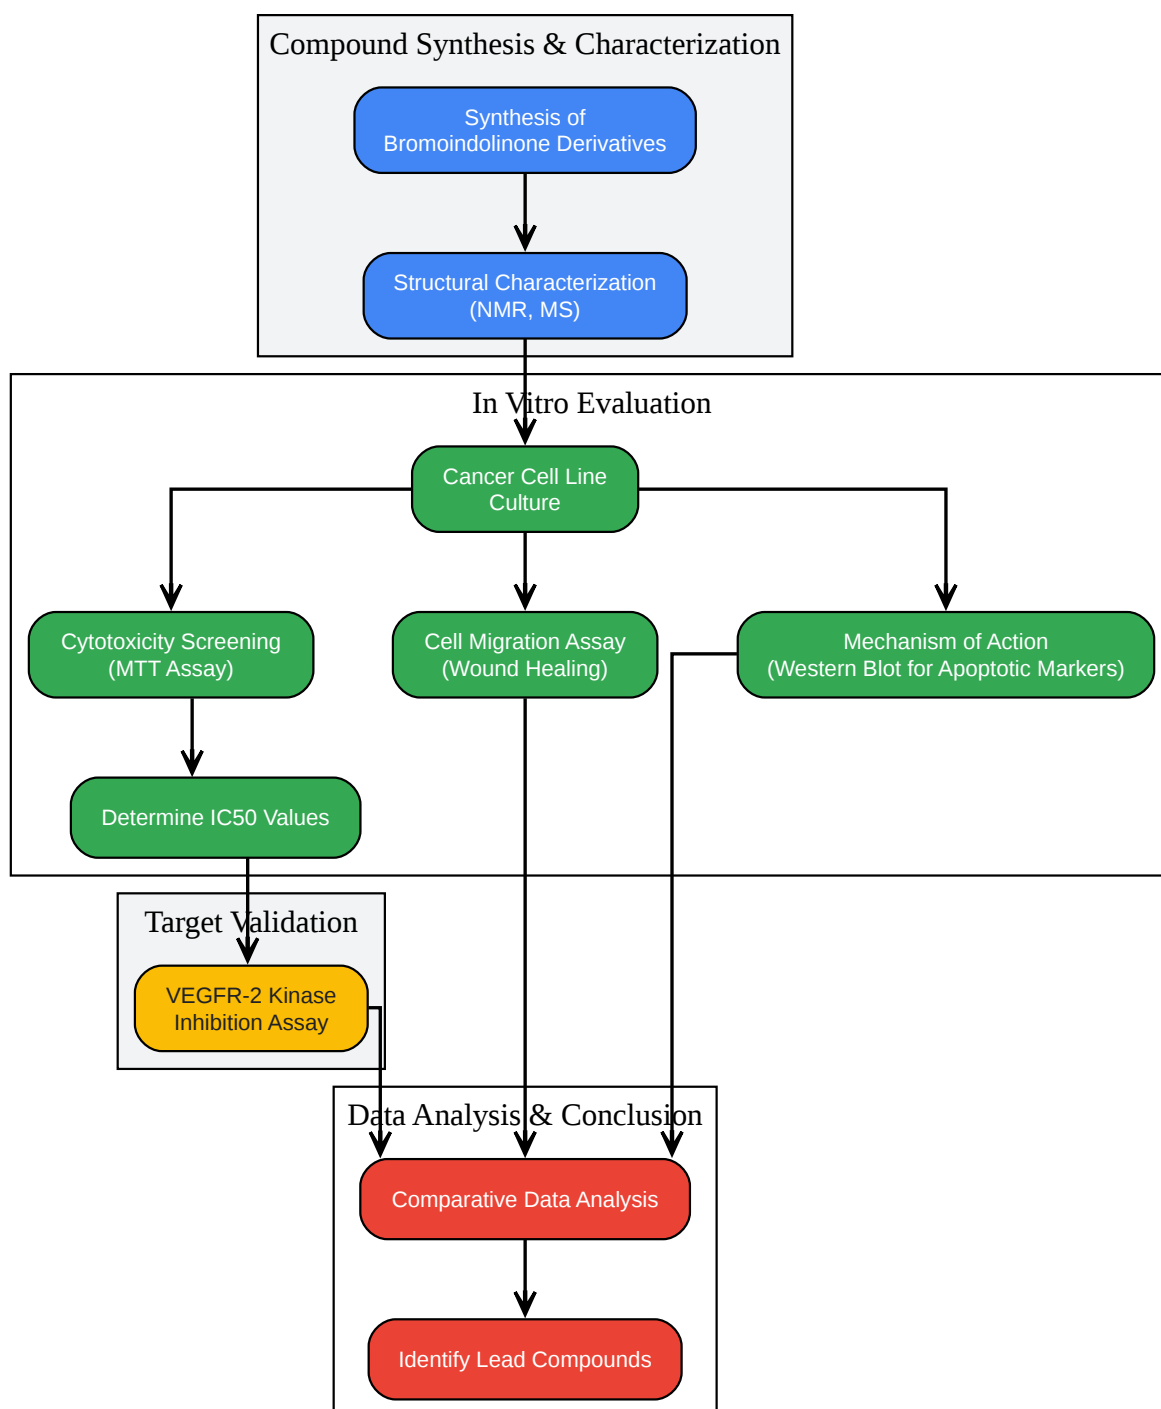 Compound Synthesis & Characterization
Synthesis of
Bromoindolinone Derivatives
Structural Characterization
(NMR, MS)
In Vitro Evaluation
Cancer Cell Line
Culture
Cytotoxicity Screening
(MTT Assay)
Cell Migration Assay
(Wound Healing)
Mechanism of Action
(Western Blot for Apoptotic Markers)
Determine IC50 Values
Target Validation
VEGFR-2 Kinase
Inhibition Assay
Data Analysis & Conclusion
Comparative Data Analysis
Identify Lead Compounds